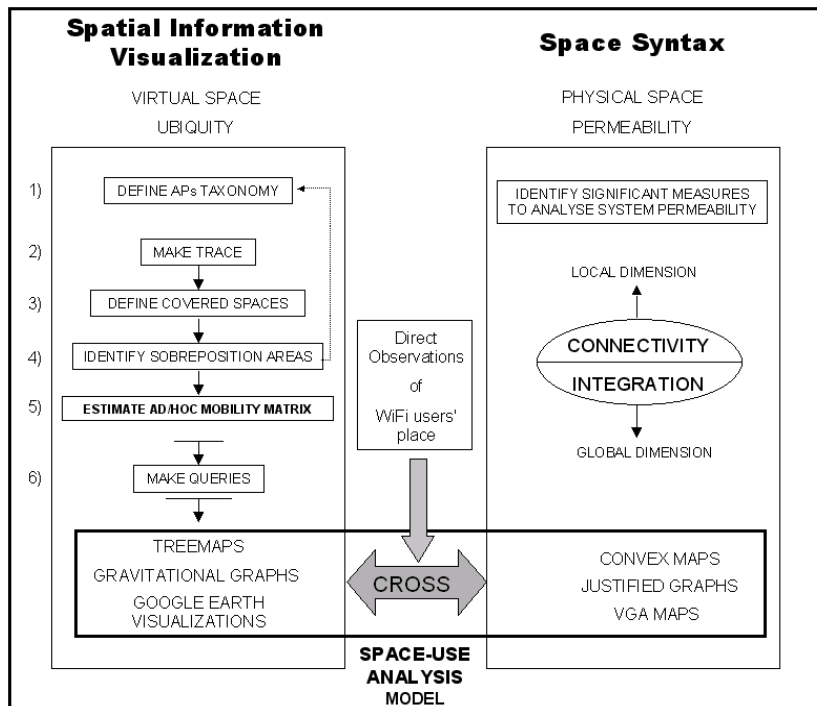 Spatial Information
Visualization
VIRTUAL SPACE
UBIQUITY
1)
DEFINE APs TAXONOMY
2)
MAKE TRACE
3)
DEFINE COVERED SPACES
4)
IDENTIFY SOBREPOSITION AREAS
5)
ESTIMATE AD/HOC MOBILITY MATRIX
6)
MAKE QUERIES
TREEMAPS
GRAVITATIONAL GRAPHS
GOOGLE EARTH
VISUALIZATIONS
Direct
Observations
of
WiFi users'
place
CROSS
SPACE-USE
ANALYSIS
MODEL
Space Syntax
PHYSICAL SPACE
PERMEABILITY
IDENTIFY SIGNIFICANT MEASURES
TO ANALYSE SYSTEM PERMEABILITY
LOCAL DIMENSION
CONNECTIVITY
INTEGRATION
GLOBAL DIMENSION
CONVEX MAPS
JUSTIFIED GRAPHS
VGA MAPS